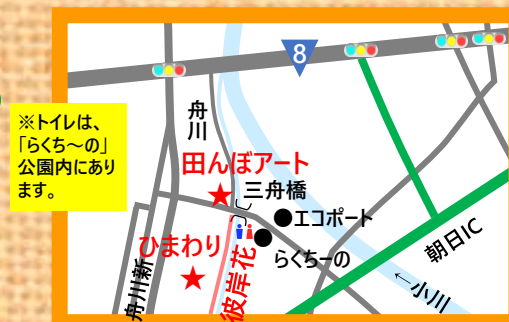 ※トイレは、
「らくち～の」
公園内にあり
ます。
8
舟川
田んぼアート
三舟橋
エコポート
らくちーの
ひまわり
彼岸花
舟川新
朝日IC
←小川